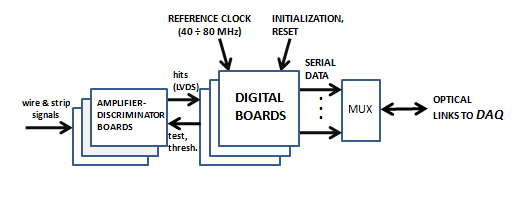 REFERENCE CLOCK
(40 ÷ 80 MHz)
INITIALIZATION,
RESET
hits
(LVDS)
SERIAL
DATA
wire & strip
signals
AMPLIFIER-
DISCRIMINATOR
BOARDS
DIGITAL
BOARDS
MUX
OPTICAL
LINKS TO DAQ
test,
thresh.